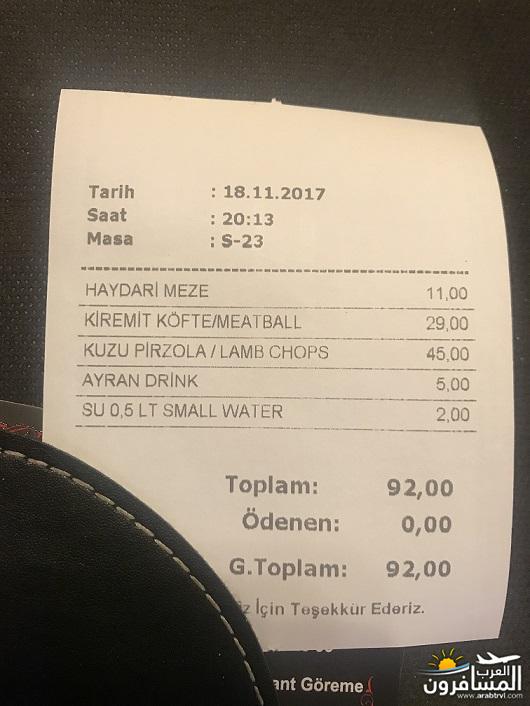 Tarih : 18.11.2017
Saat : 20:13
Masa : S-23
HAYDARİ MEZE 11,00
KİREMİT KÖFTE/MEATBALL 29,00
KUZU PİRZOLA / LAMB CHOPS 45,00
AYRAN DRİNK 5,00
SU 0,5 LT SMALL WATER 2,00
Toplam: 92,00
Ödenen: 0,00
G.Toplam: 92,00
İçin Teşekkür Ederiz.
Göreme
العرب
المسافرون
www.arabtrvl.com